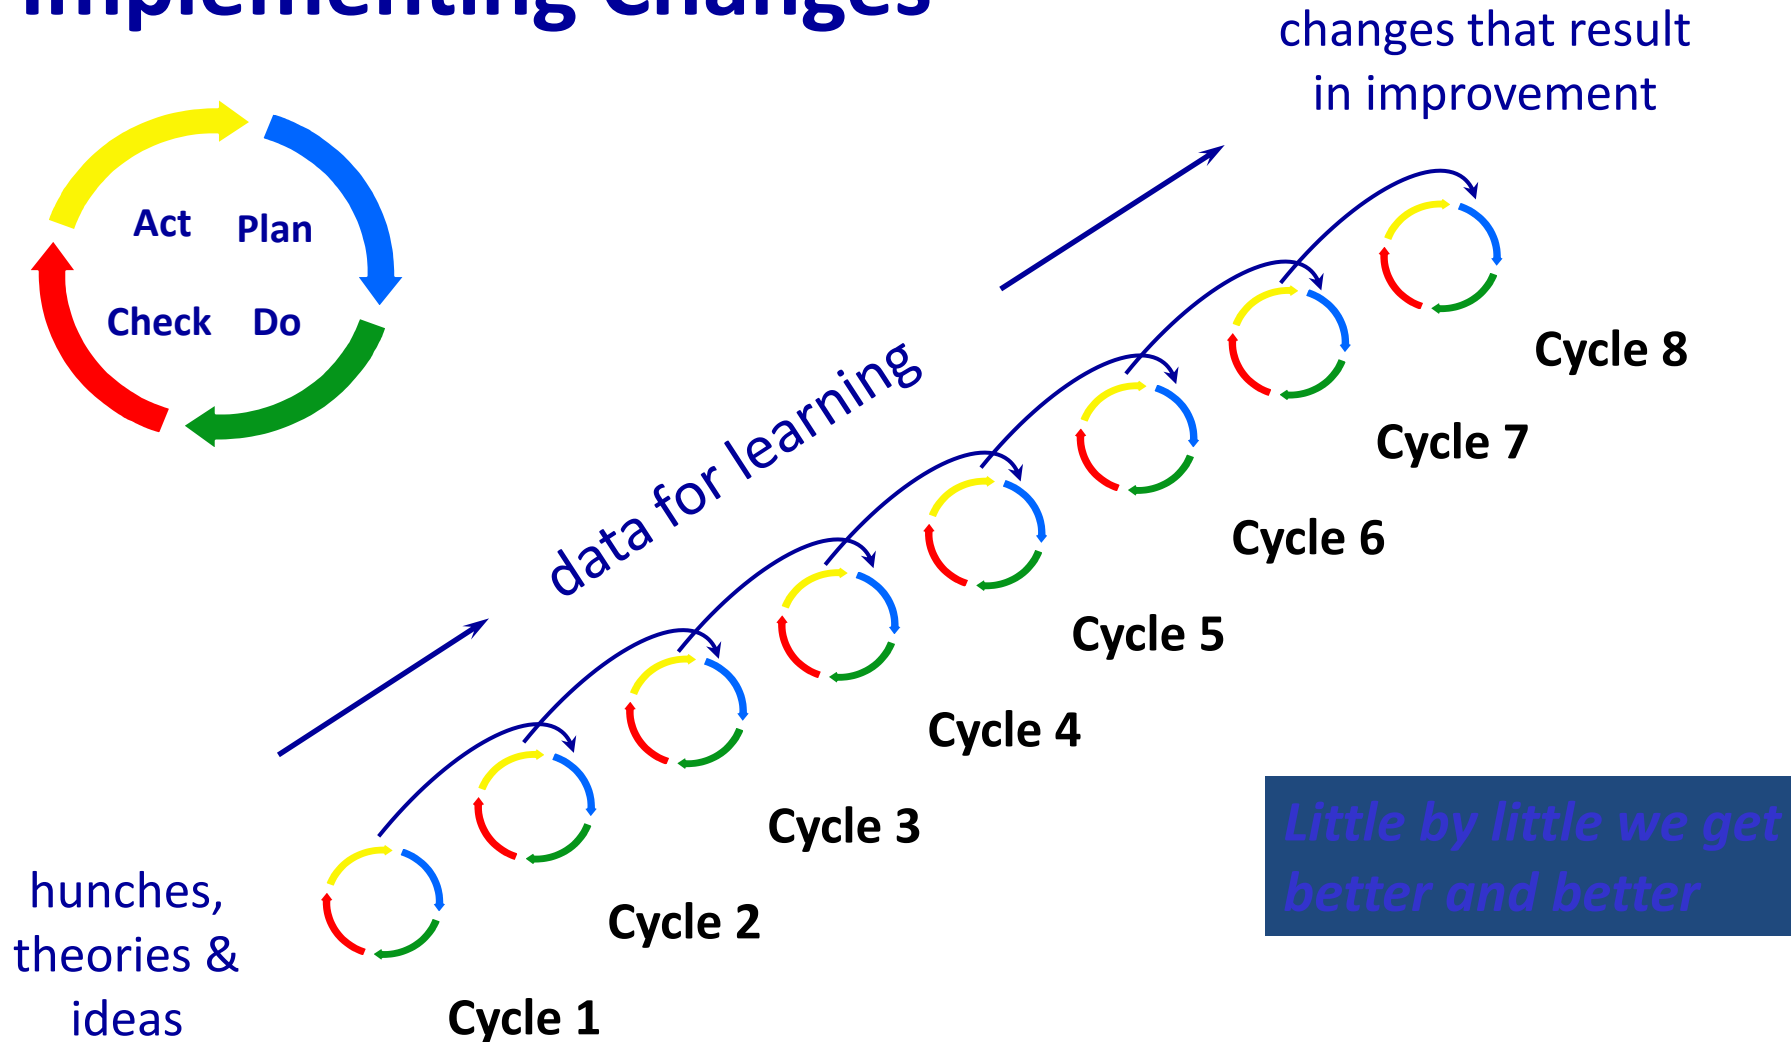 Implementing Changes
changes that result
in improvement
Act Plan
Check Do
data for learning
Cycle 8
Cycle 7
Cycle 6
Cycle 5
Cycle 4
Cycle 3
Cycle 2
Cycle 1
hunches,
theories &
ideas
Little by little we get
better and better